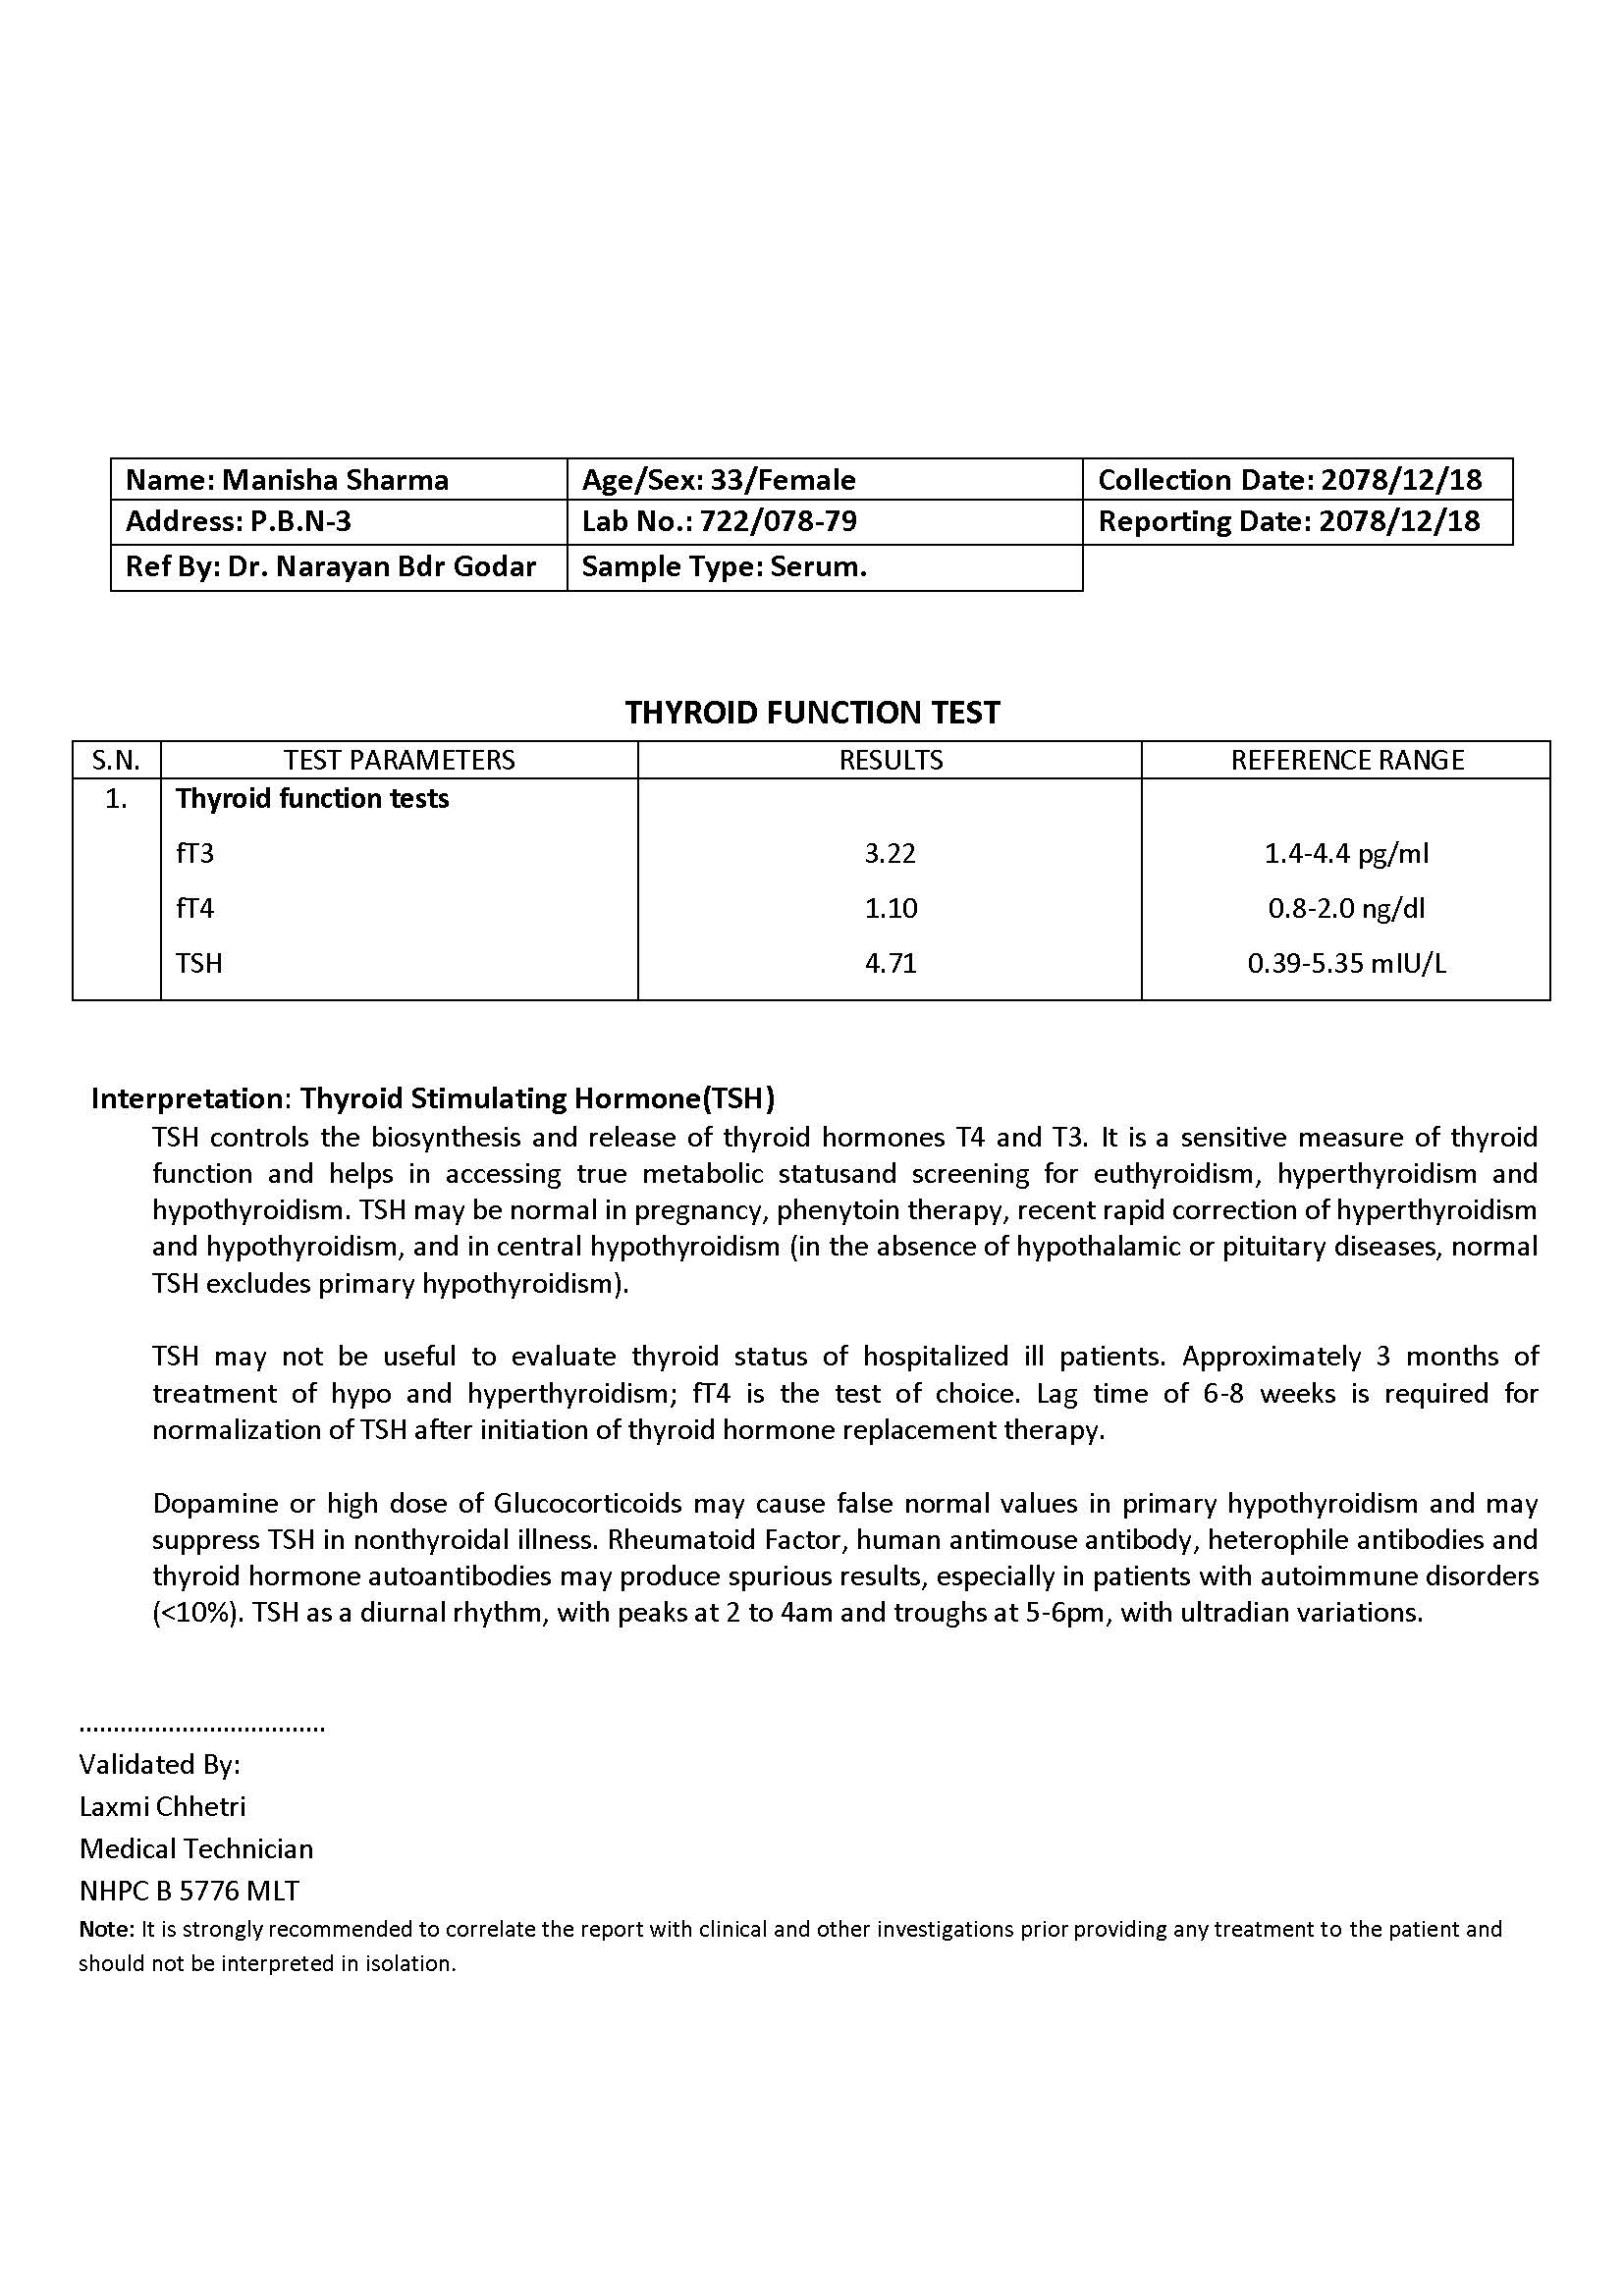 Name: Manisha Sharma Age/Sex: 33/Female Collection Date: 2078/12/18
Address: P.B.N-3 Lab No.: 722/078-79 Reporting Date: 2078/12/18
Ref By: Dr. Narayan Bdr Godar Sample Type: Serum.
THYROID FUNCTION TEST
S.N. TEST PARAMETERS RESULTS REFERENCE RANGE
1. Thyroid function tests
fT3 3.22 1.4-4.4 pg/ml
fT4 1.10 0.8-2.0 ng/dl
TSH 4.71 0.39-5.35 mIU/L
Interpretation: Thyroid Stimulating Hormone(TSH)
TSH controls the biosynthesis and release of thyroid hormones T4 and T3. It is a sensitive measure of thyroid
function and helps in accessing true metabolic statusand screening for euthyroidism, hyperthyroidism and
hypothyroidism. TSH may be normal in pregnancy, phenytoin therapy, recent rapid correction of hyperthyroidism
and hypothyroidism, and in central hypothyroidism (in the absence of hypothalamic or pituitary diseases, normal
TSH excludes primary hypothyroidism).
TSH may not be useful to evaluate thyroid status of hospitalized ill patients. Approximately 3 months of
treatment of hypo and hyperthyroidism; fT4 is the test of choice. Lag time of 6-8 weeks is required for
normalization of TSH after initiation of thyroid hormone replacement therapy.
Dopamine or high dose of Glucocorticoids may cause false normal values in primary hypothyroidism and may
suppress TSH in nonthyroidal illness. Rheumatoid Factor, human antimouse antibody, heterophile antibodies and
thyroid hormone autoantibodies may produce spurious results, especially in patients with autoimmune disorders
(<10%). TSH as a diurnal rhythm, with peaks at 2 to 4am and troughs at 5-6pm, with ultradian variations.
....................................
Validated By:
Laxmi Chhetri
Medical Technician
NHPC B 5776 MLT
Note: It is strongly recommended to correlate the report with clinical and other investigations prior providing any treatment to the patient and
should not be interpreted in isolation.